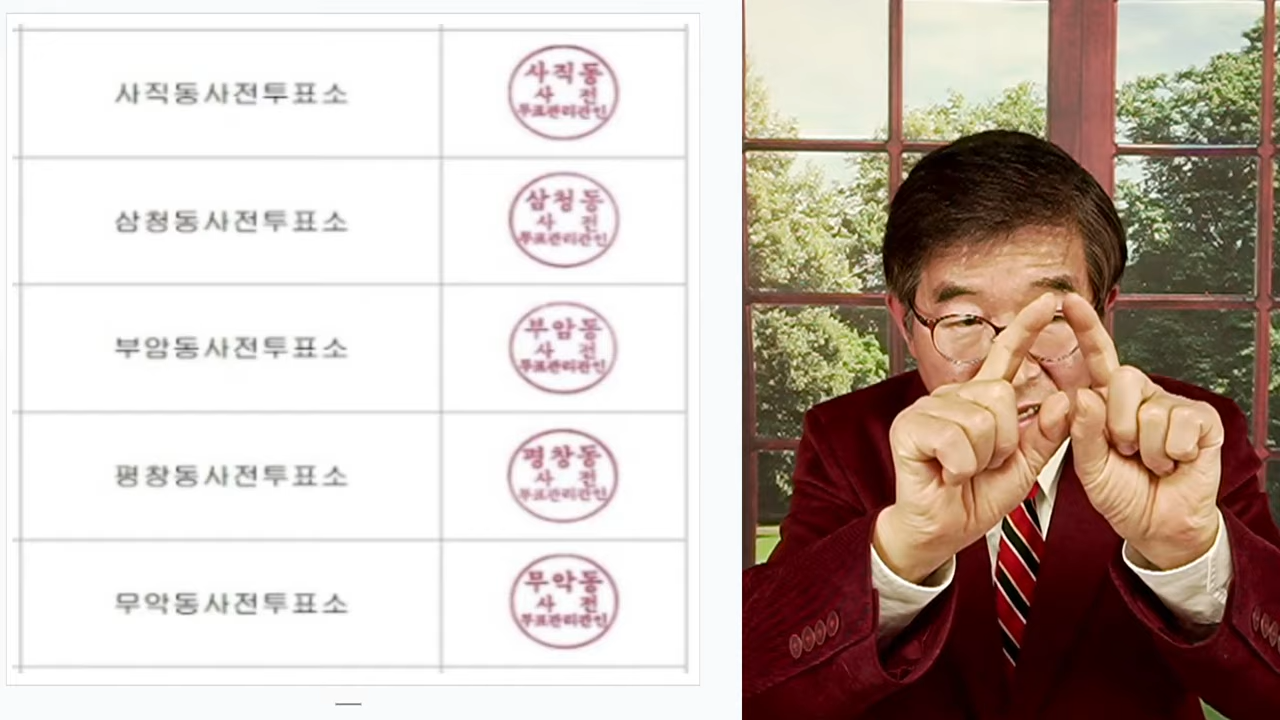 사직동사전투표소
사직동
사 전
투표관리관인
삼청동사전투표소
삼청동
사 전
투표관리관인
부암동사전투표소
부암동
사 전
투표관리관인
평창동사전투표소
평창동
사 전
투표관리관인
무악동사전투표소
무악동
사 전
투표관리관인